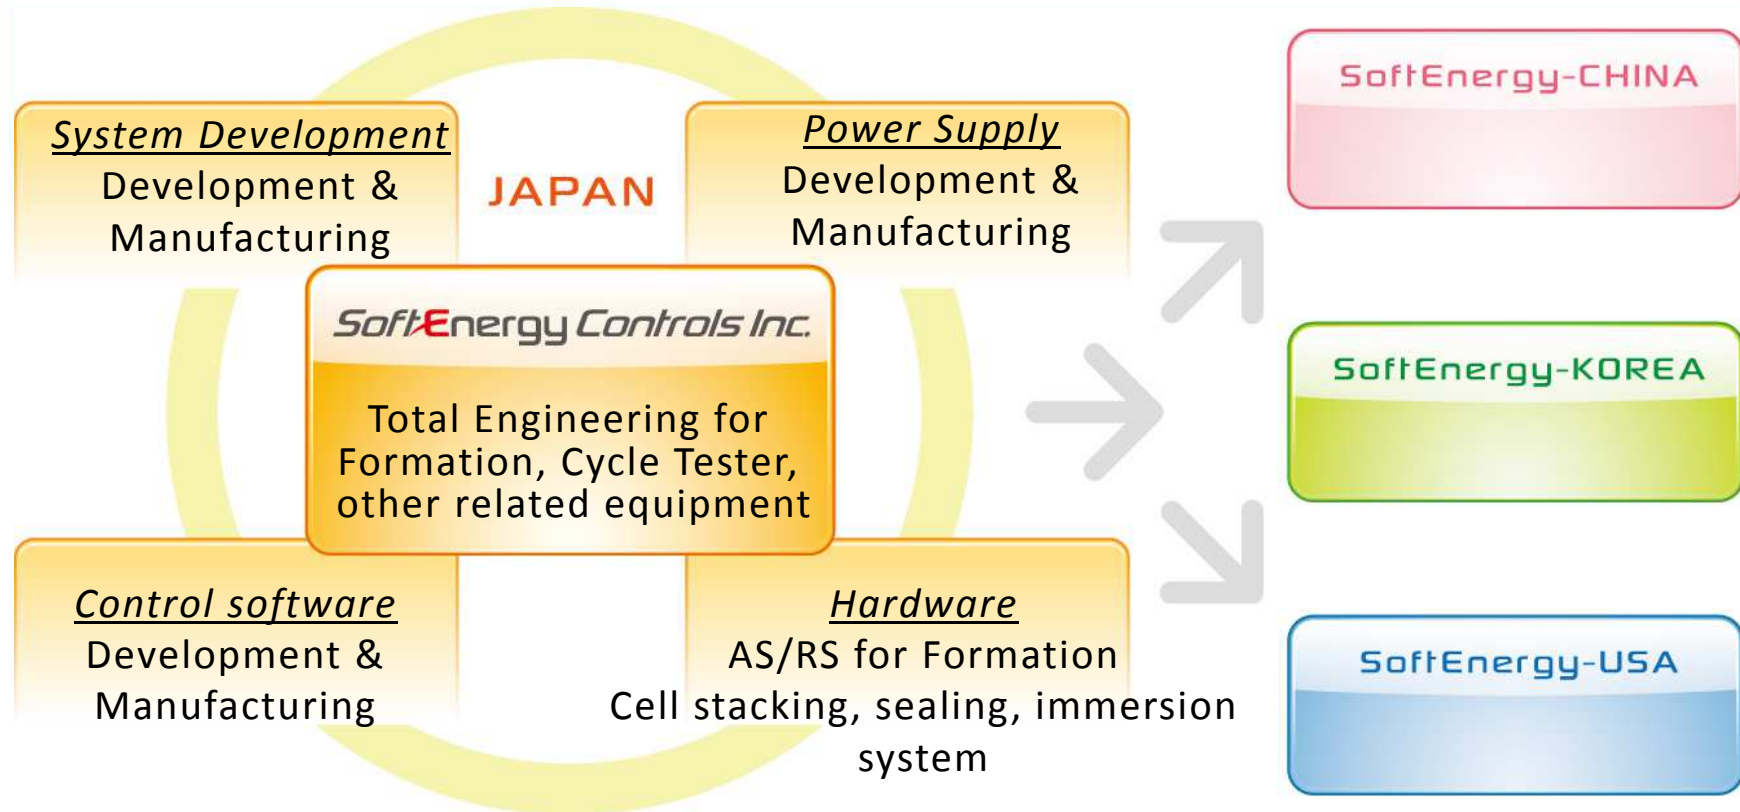 System Development
Development &
Manufacturing
JAPAN
Power Supply
Development &
Manufacturing
SoftEnergy Controls Inc.
Total Engineering for
Formation, Cycle Tester,
other related equipment
Control software
Development &
Manufacturing
Hardware
AS/RS for Formation
Cell stacking, sealing, immersion
system
SoftEnergy-CHINA
SoftEnergy-KOREA
SoftEnergy-USA